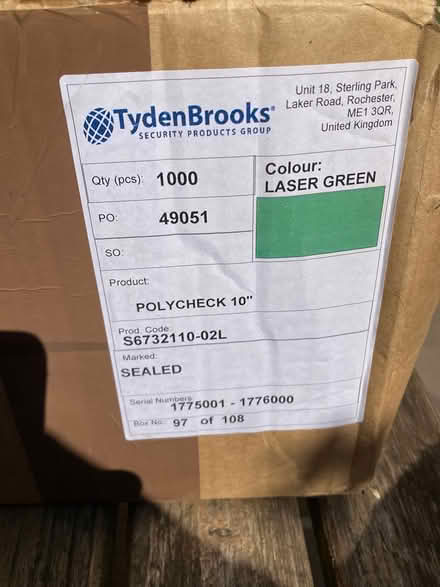 TydenBrooks®
SECURITY PRODUCTS GROUP
Unit 18, Sterling Park,
Laker Road, Rochester,
ME1 3QR,
United Kingdom
Qty (pcs): 1000
Colour:
LASER GREEN
PO: 49051
SO:
Product:
POLYCHECK 10"
Prod. Code:
S6732110-02L
Marked:
SEALED
Serial Numbers
1775001 - 1776000
Box No.: 97 of 108